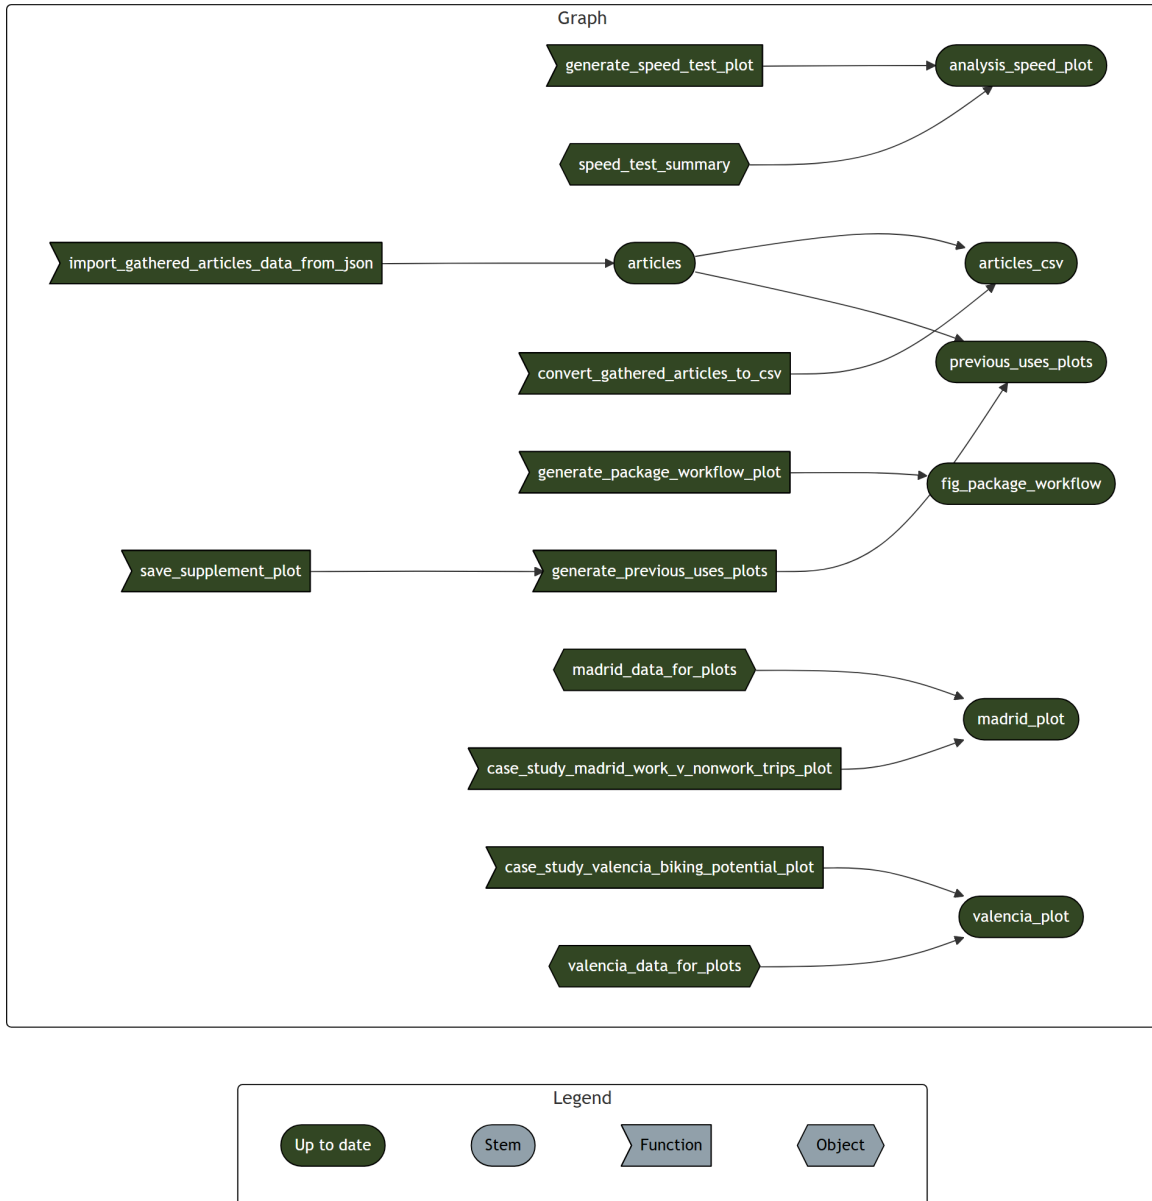 Graph
generate_speed_test_plot
analysis_speed_plot
speed_test_summary
import_gathered_articles_data_from_json
articles
articles_csv
convert_gathered_articles_to_csv
previous_uses_plots
generate_package_workflow_plot
fig_package_workflow
save_supplement_plot
generate_previous_uses_plots
madrid_data_for_plots
madrid_plot
case_study_madrid_work_v_nonwork_trips_plot
case_study_valencia_biking_potential_plot
valencia_plot
valencia_data_for_plots
Legend
Up to date
Stem
Function
Object